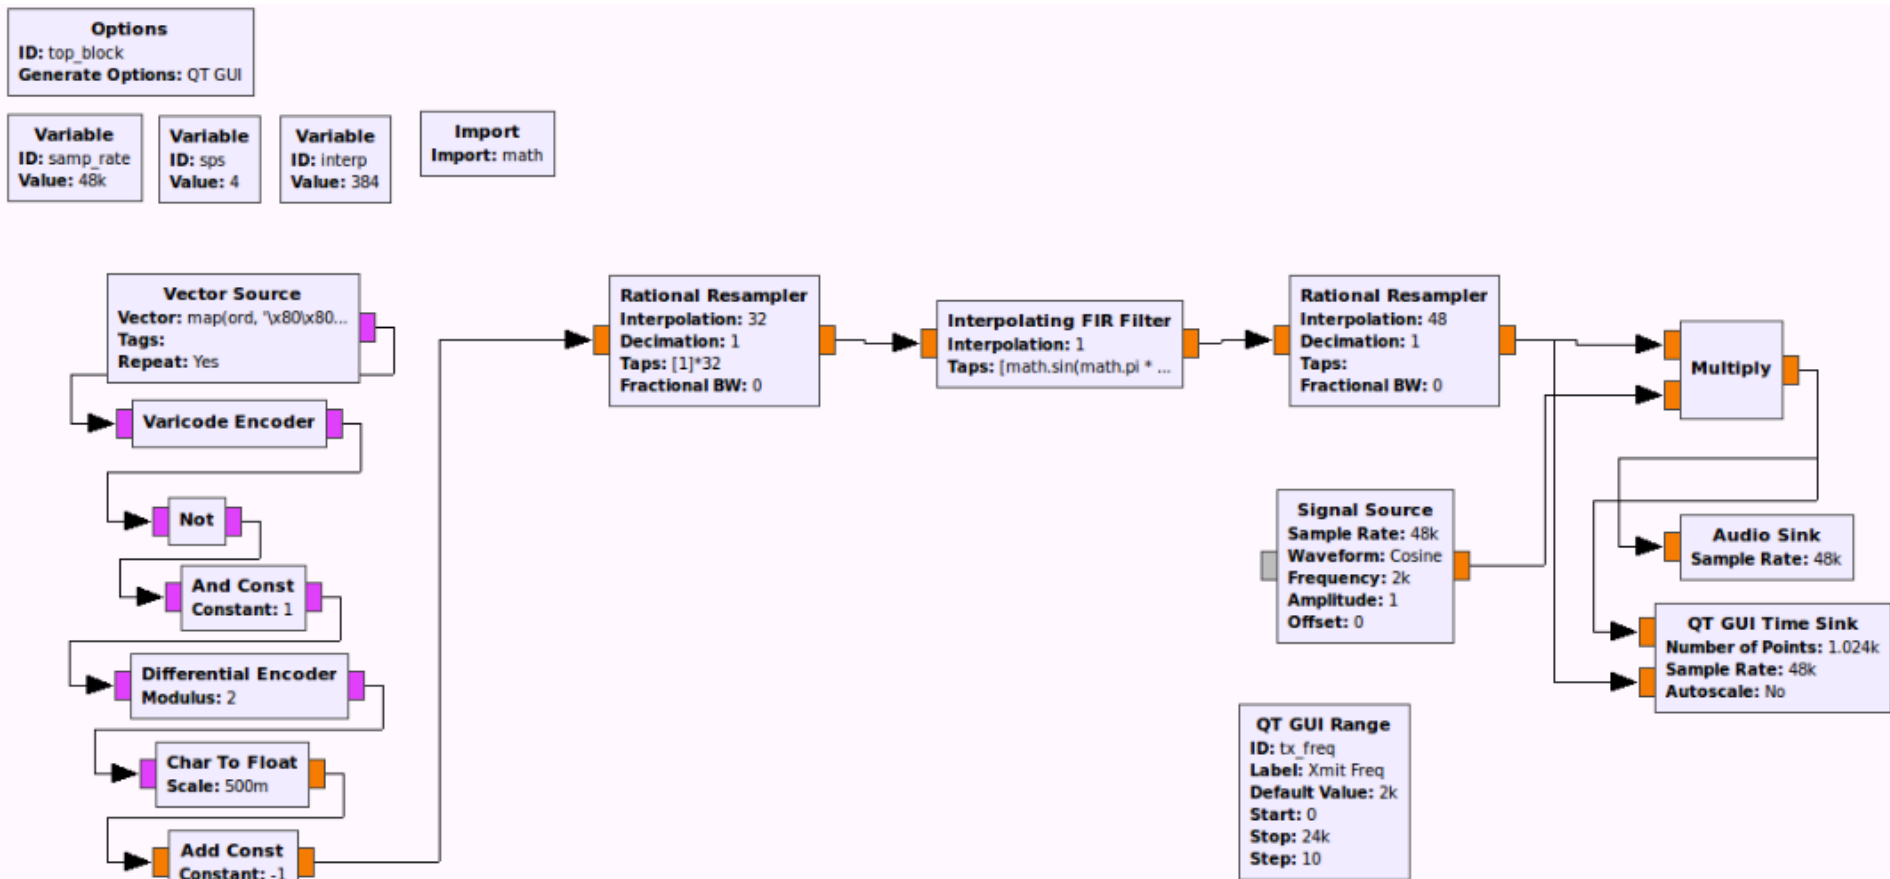 Options
ID: top_block
Generate Options: QT GUI
Variable
ID: samp_rate
Value: 48k
Variable
ID: sps
Value: 4
Variable
ID: interp
Value: 384
Import
Import: math
Vector Source
Vector: map(ord, "\x80\x80...
Tags:
Repeat: Yes
Varicode Encoder
Not
And Const
Constant: 1
Differential Encoder
Modulus: 2
Char To Float
Scale: 500m
Add Const
Constant: -1
Rational Resampler
Interpolation: 32
Decimation: 1
Taps: [1]*32
Fractional BW: 0
Interpolating FIR Filter
Interpolation: 1
Taps: [math.sin(math.pi * ...
Rational Resampler
Interpolation: 48
Decimation: 1
Taps:
Fractional BW: 0
Multiply
Signal Source
Sample Rate: 48k
Waveform: Cosine
Frequency: 2k
Amplitude: 1
Offset: 0
Audio Sink
Sample Rate: 48k
QT GUI Time Sink
Number of Points: 1.024k
Sample Rate: 48k
Autoscale: No
QT GUI Range
ID: tx_freq
Label: Xmit Freq
Default Value: 2k
Start: 0
Stop: 24k
Step: 10